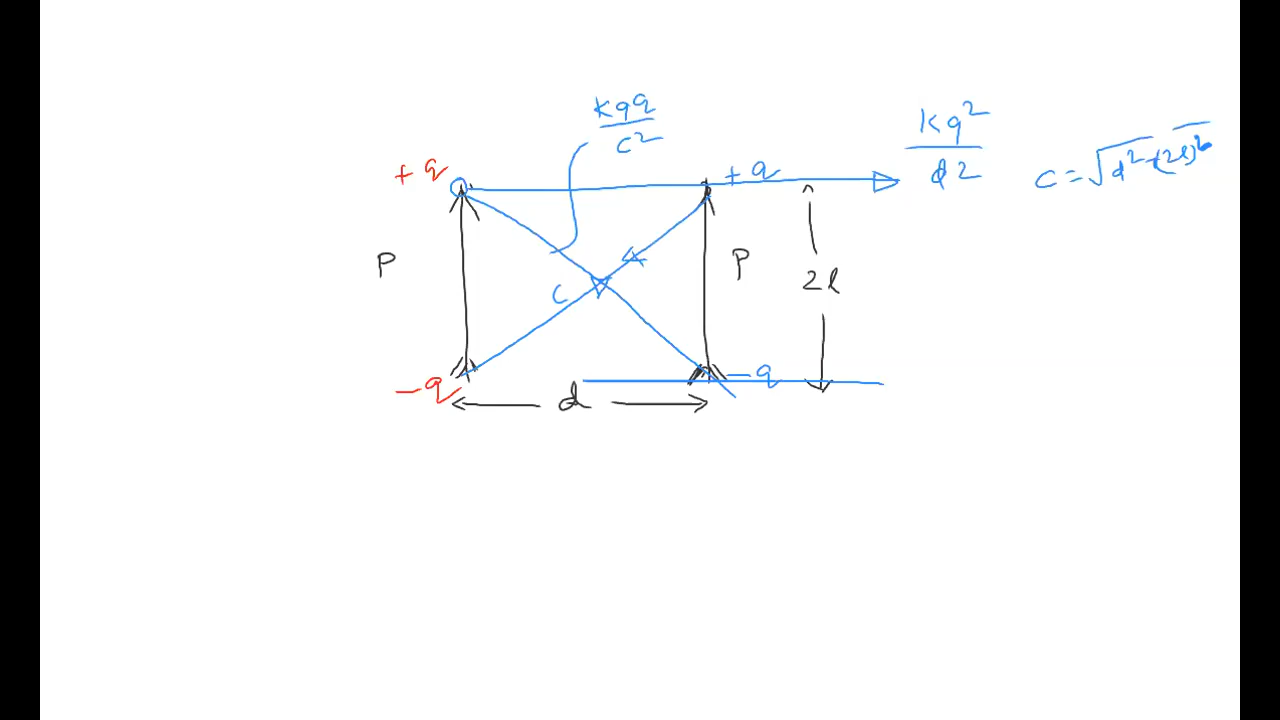 kqq/c²
kq²/d²
c = √d²-(2l)²
+q
+q
P
P
2l
c
-q
-q
d